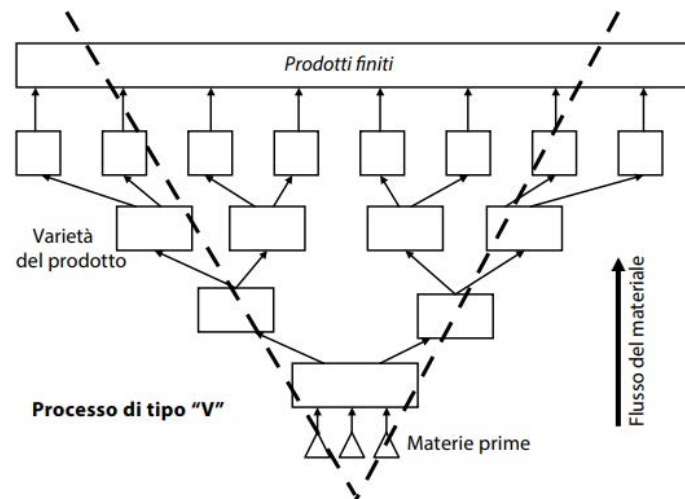 Prodotti finiti
Varietà
del prodotto
Flusso del materiale
Processo di tipo “V”
Materie prime